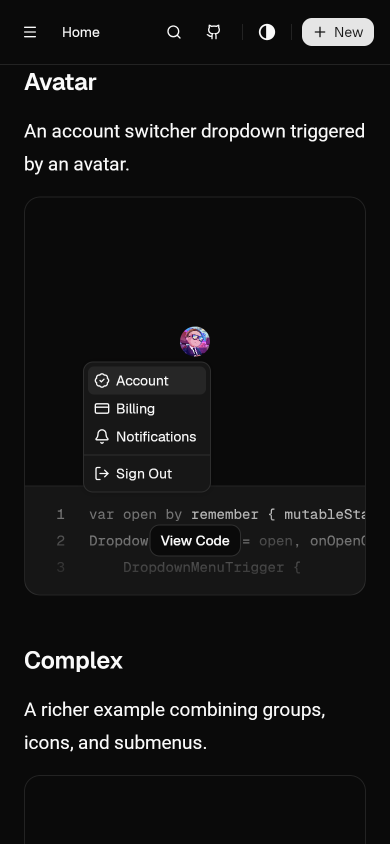 Home
New
Avatar
An account switcher dropdown triggered
by an avatar.
Account
Billing
Notifications
Sign Out
1 var open by remember { mutableSta
2 Dropdow = open, onOpenC
View Code
3 DropdownMenuTrigger {
Complex
A richer example combining groups,
icons, and submenus.